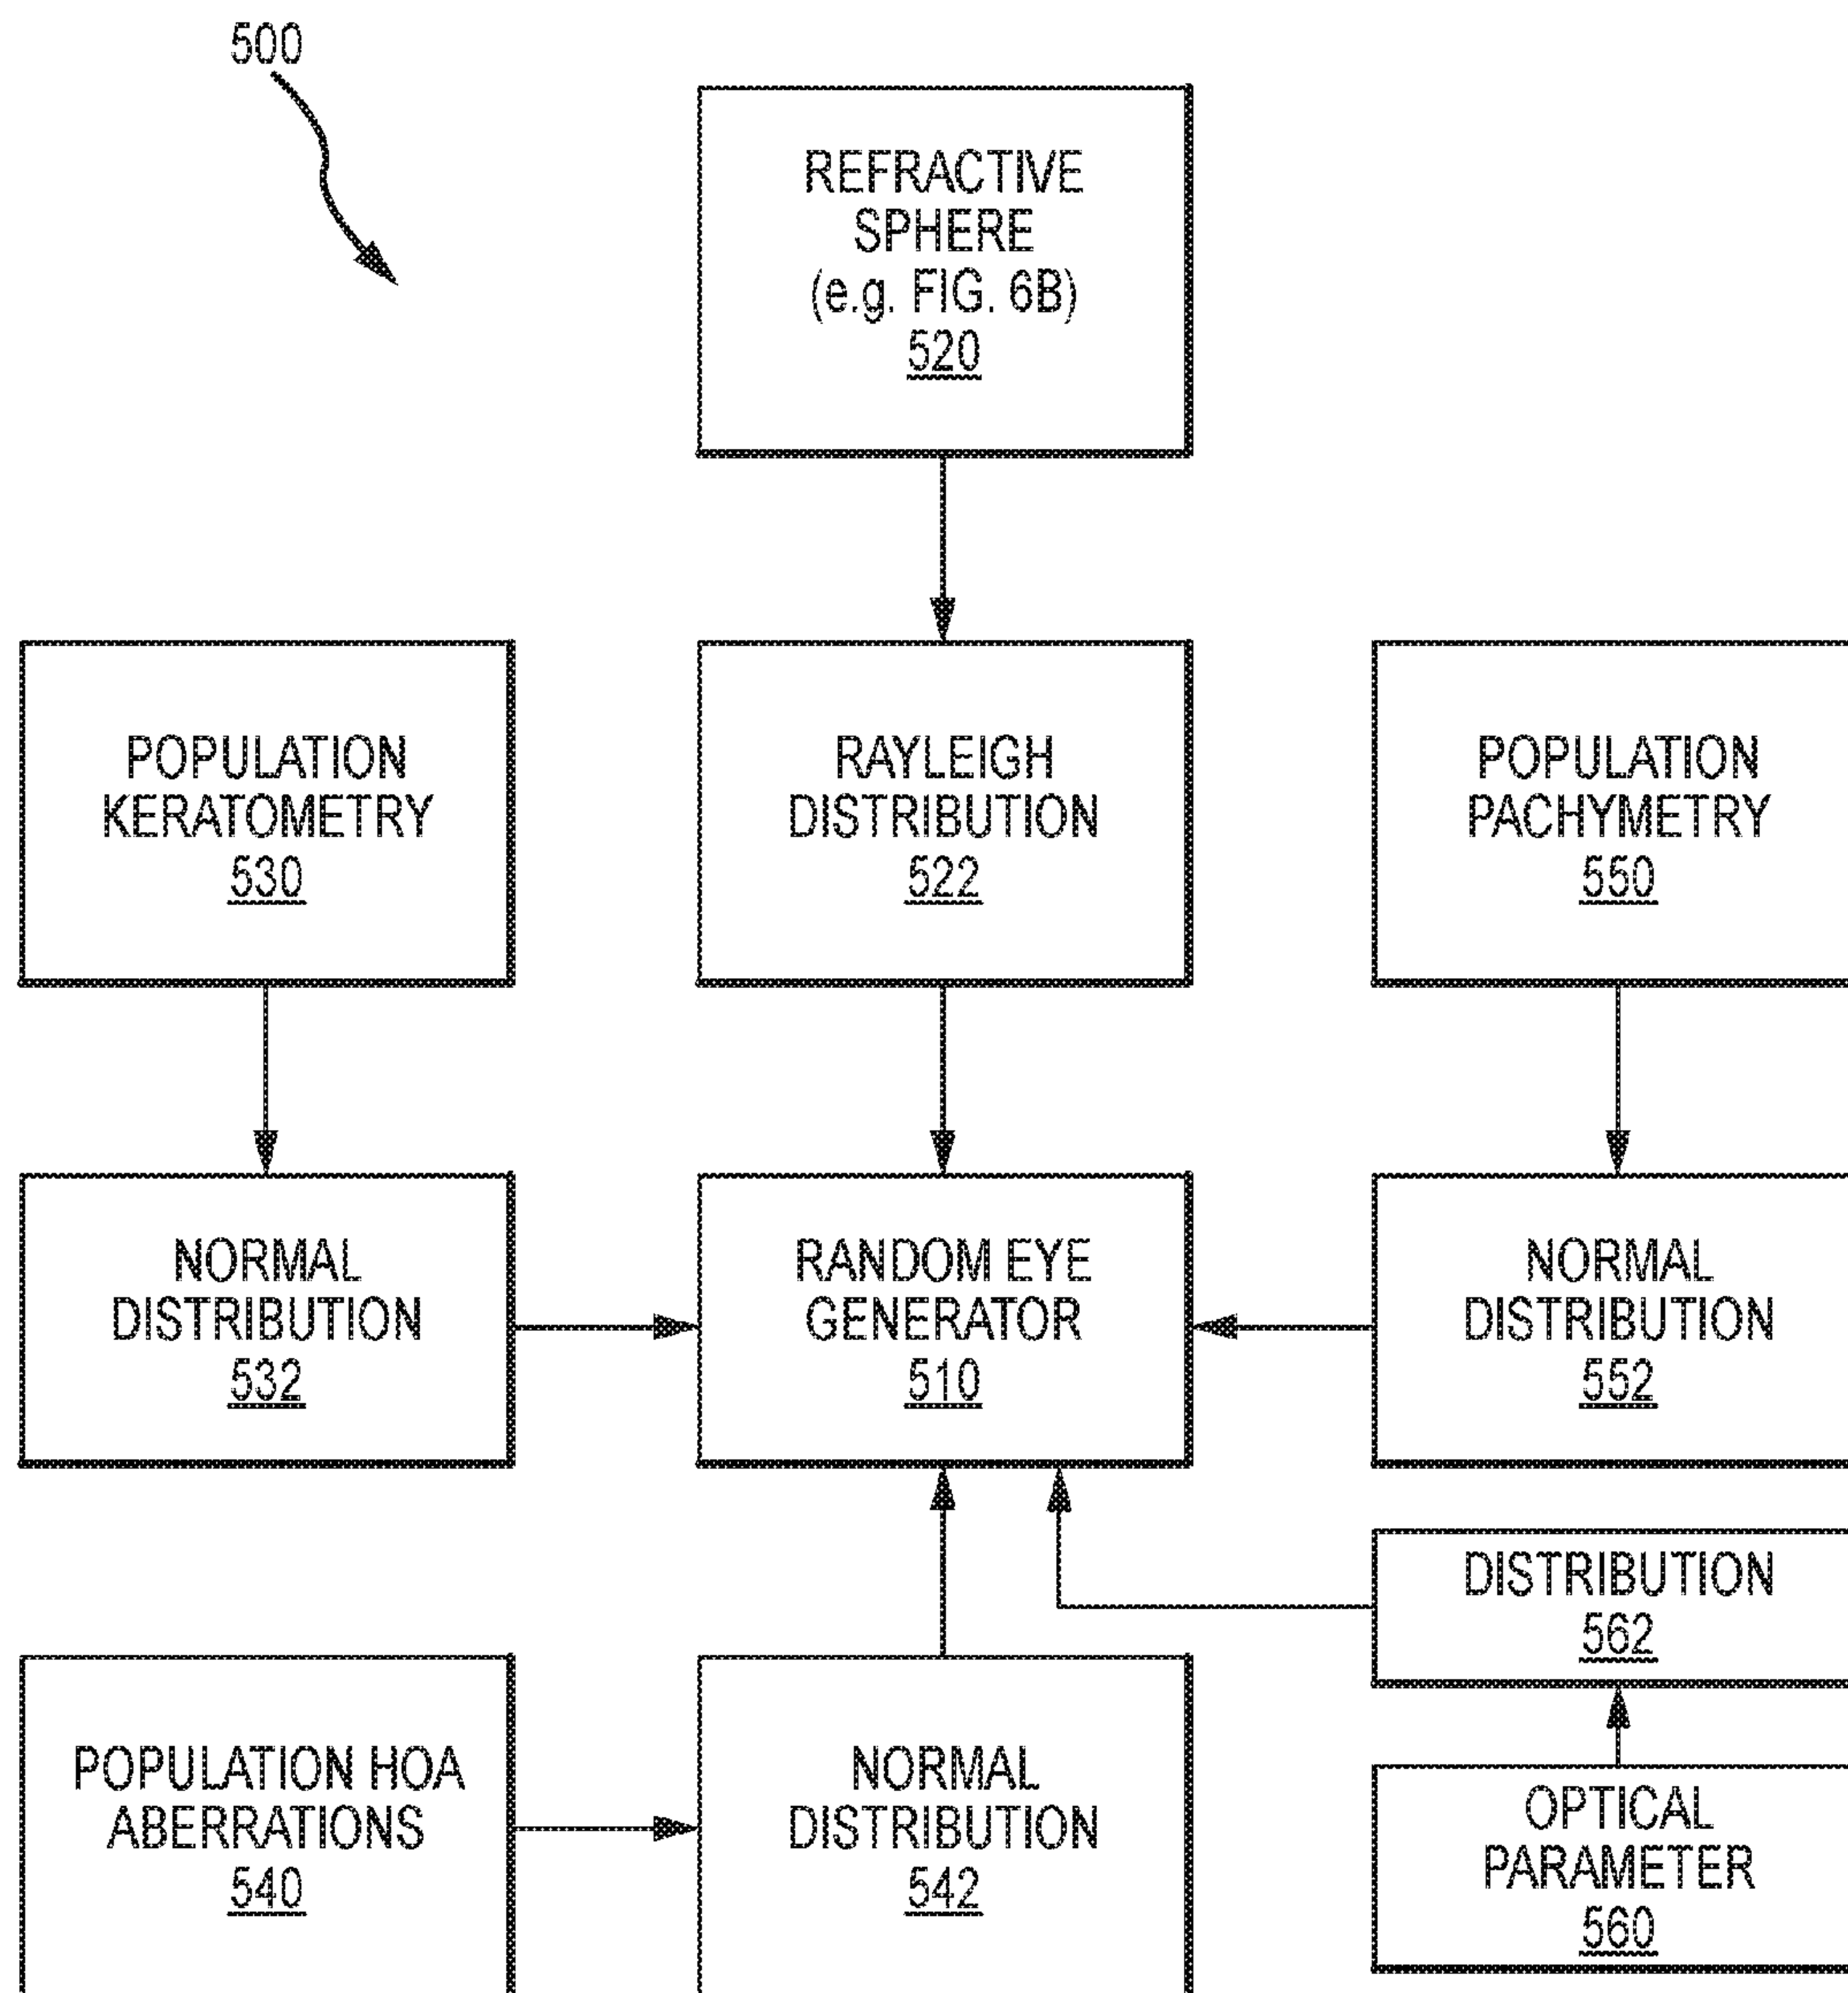 500
REFRACTIVE
SPHERE
(e.g. FIG. 6B)
520
POPULATION
KERATOMETRY
530
RAYLEIGH
DISTRIBUTION
522
POPULATION
PACHYMETRY
550
NORMAL
DISTRIBUTION
532
RANDOM EYE
GENERATOR
510
NORMAL
DISTRIBUTION
552
DISTRIBUTION
562
POPULATION HOA
ABERRATIONS
540
NORMAL
DISTRIBUTION
542
OPTICAL
PARAMETER
560